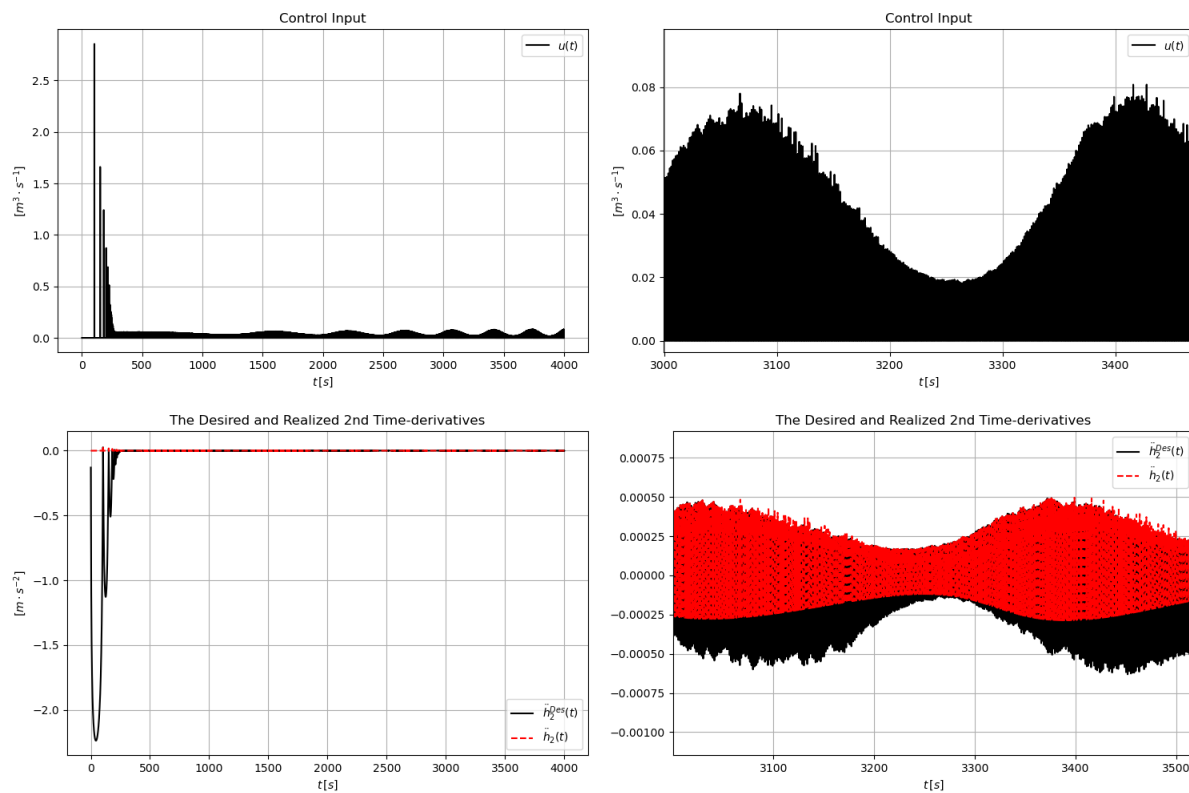 Control Input
u(t)
[m³ · s⁻¹]
2.5
2.0
1.5
1.0
0.5
0.0
0 500 1000 1500 2000 2500 3000 3500 4000
t [s]
Control Input
u(t)
[m³ · s⁻¹]
0.08
0.06
0.04
0.02
0.00
3000 3100 3200 3300 3400
t [s]
The Desired and Realized 2nd Time-derivatives
[m · s⁻²]
0.0
−0.5
−1.0
−1.5
−2.0
ḧ₂ᴰᵉˢ(t)
ḧ₂(t)
0 500 1000 1500 2000 2500 3000 3500 4000
t [s]
The Desired and Realized 2nd Time-derivatives
ḧ₂ᴰᵉˢ(t)
ḧ₂(t)
0.00075
0.00050
0.00025
0.00000
−0.00025
−0.00050
−0.00075
−0.00100
[m · s⁻²]
3100 3200 3300 3400 3500
t [s]